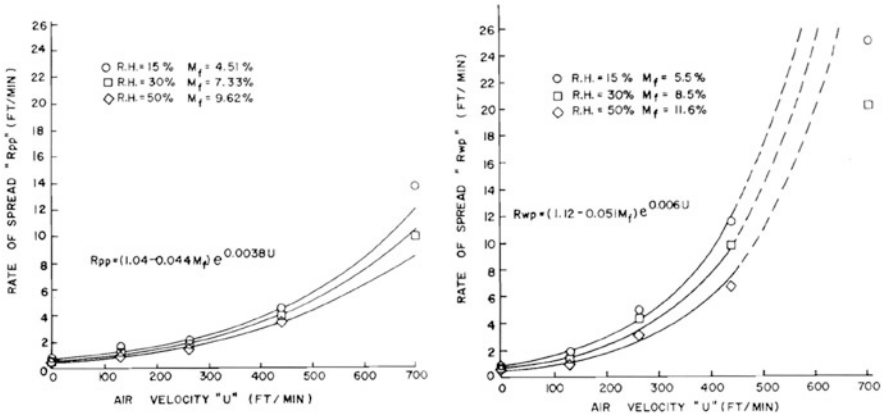 26
24
22
20
18
16
14
12
10
8
6
4
2
0
RATE OF SPREAD "Rpp" (FT/MIN)
R.H.=15% M_f = 4.51%
R.H.=30% M_f = 7.33%
R.H.=50% M_f = 9.62%
Rpp=(1.04-0.044M_f)e^0.0038U
0 100 200 300 400 500 600 700
AIR VELOCITY "U" (FT/MIN)
26
24
22
20
18
16
14
12
10
8
6
4
2
0
RATE OF SPREAD "Rwp" (FT/MIN)
R.H.=15% M_f = 5.5%
R.H.=30% M_f = 8.5%
R.H.=50% M_f = 11.6%
Rwp=(1.12-0.051M_f)e^0.006U
0 100 200 300 400 500 600 700
AIR VELOCITY "U" (FT/MIN)